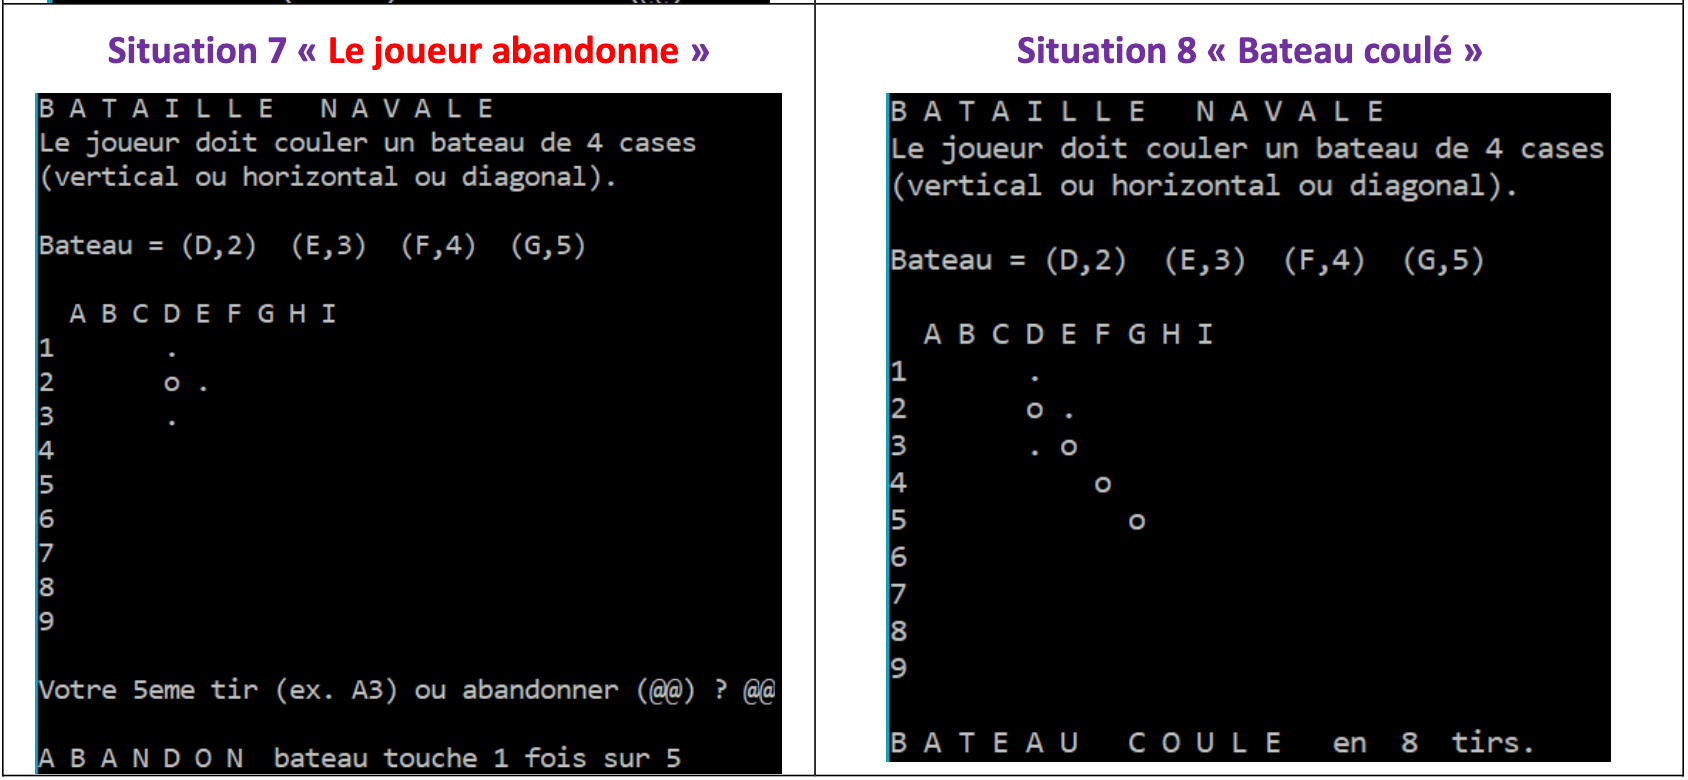 Situation 7 « Le joueur abandonne »
B A T A I L L E   N A V A L E
Le joueur doit couler un bateau de 4 cases
(vertical ou horizontal ou diagonal).
Bateau = (D,2)  (E,3)  (F,4)  (G,5)
  A B C D E F G H I
1       .
2       o .
3       .
4
5
6
7
8
9
Votre 5eme tir (ex. A3) ou abandonner (@@) ? @@
A B A N D O N  bateau touche 1 fois sur 5
Situation 8 « Bateau coulé »
B A T A I L L E   N A V A L E
Le joueur doit couler un bateau de 4 cases
(vertical ou horizontal ou diagonal).
Bateau = (D,2)  (E,3)  (F,4)  (G,5)
  A B C D E F G H I
1       .
2       o .
3       . o
4           o
5             o
6
7
8
9
B A T E A U   C O U L E   en  8  tirs.